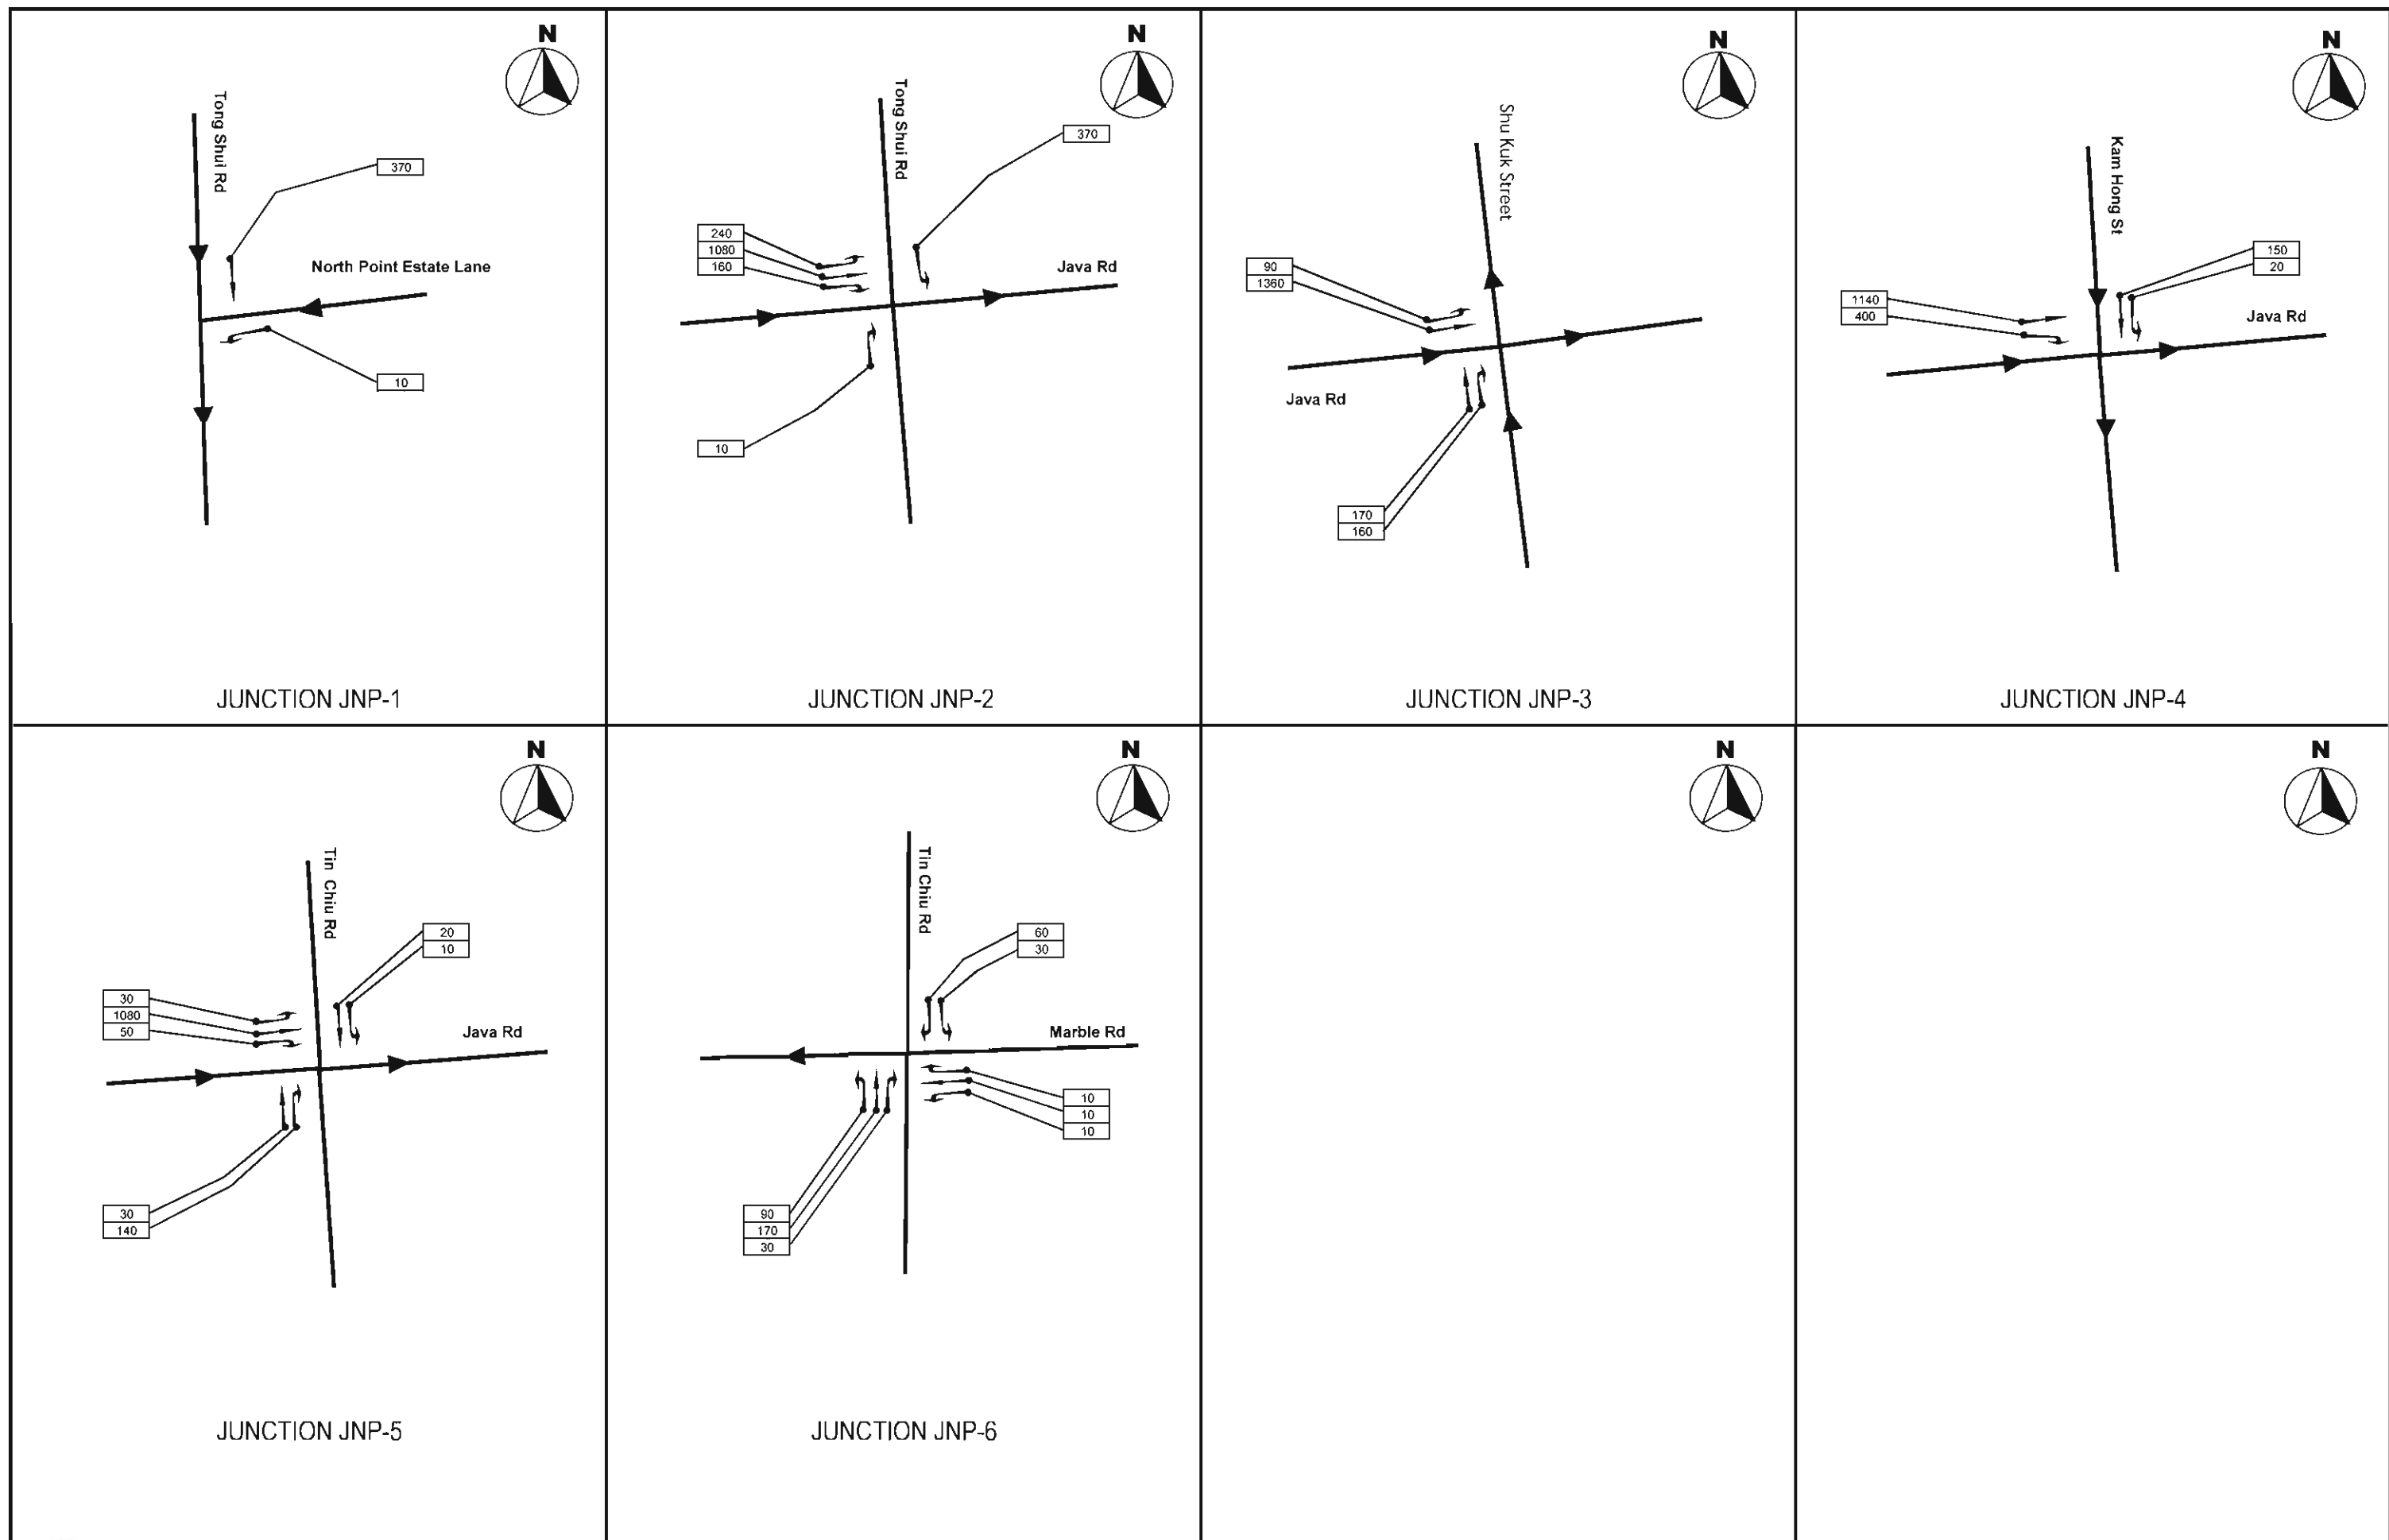 N
Tong Shui Rd
370
North Point Estate Lane
10
JUNCTION JNP-1
N
Tong Shui Rd
370
240
1080
160
Java Rd
10
JUNCTION JNP-2
N
Shu Kuk Street
90
1360
Java Rd
170
160
JUNCTION JNP-3
N
Kam Hong St
150
20
1140
400
Java Rd
JUNCTION JNP-4
N
Tin Chiu Rd
20
10
30
1080
50
Java Rd
30
140
JUNCTION JNP-5
N
Tin Chiu Rd
60
30
Marble Rd
10
10
10
90
170
30
JUNCTION JNP-6
N
N